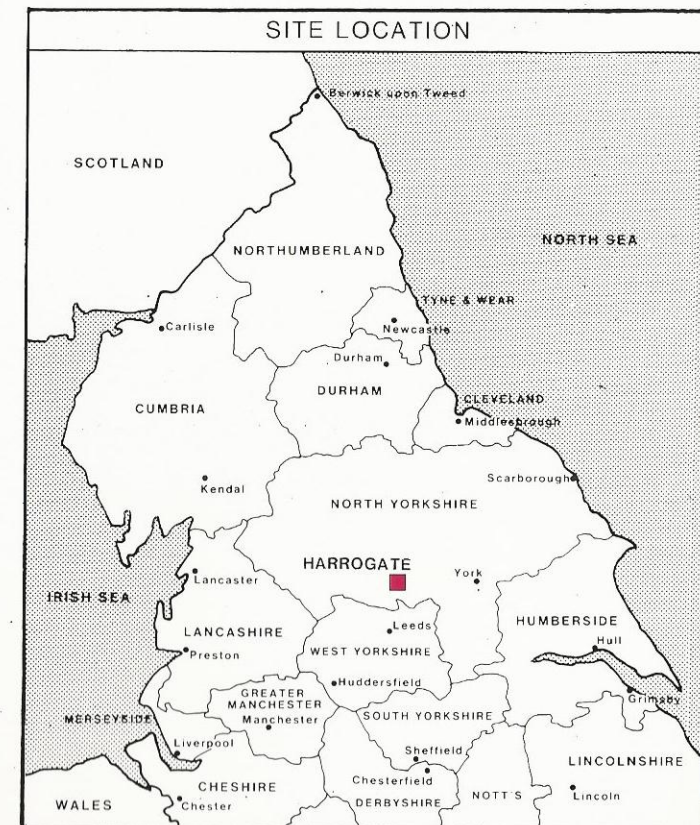 SITE LOCATION
Berwick upon Tweed
SCOTLAND
NORTH SEA
NORTHUMBERLAND
TYNE & WEAR
Carlisle
Newcastle
Durham
DURHAM
CLEVELAND
CUMBRIA
Middlesbrough
Scarborough
Kendal
NORTH YORKSHIRE
HARROGATE
York
Lancaster
IRISH SEA
HUMBERSIDE
Leeds
LANCASHIRE
Hull
WEST YORKSHIRE
Preston
Huddersfield
GREATER
MANCHESTER
Grimsby
SOUTH YORKSHIRE
MERSEYSIDE
Manchester
Liverpool
Sheffield
LINCOLNSHIRE
Chesterfield
CHESHIRE
NOTT'S
Lincoln
WALES
Chester
DERBYSHIRE